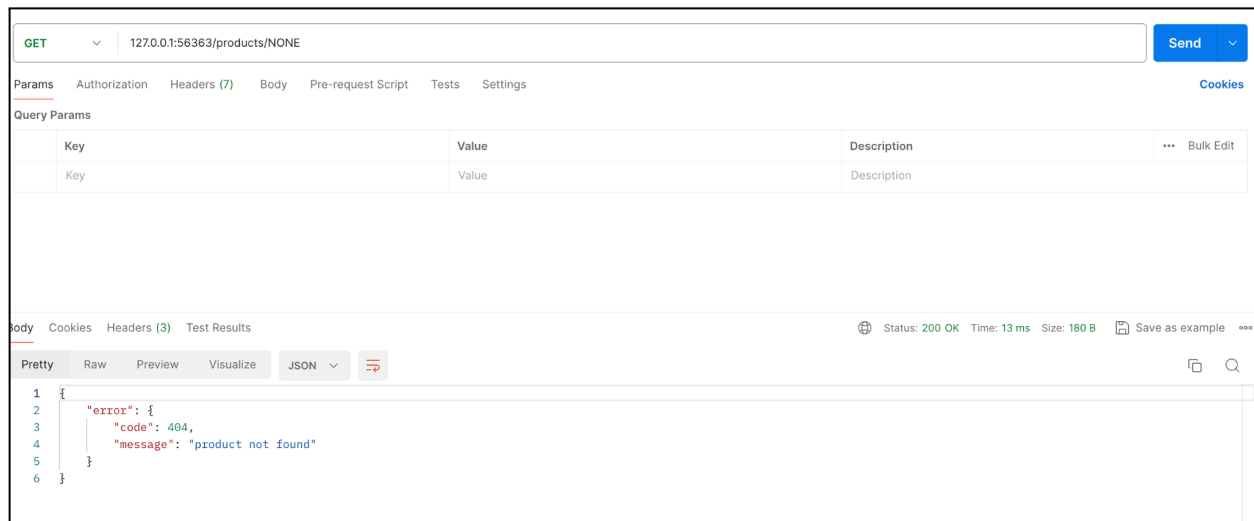 GET 127.0.0.1:56363/products/NONE Send
Params Authorization Headers (7) Body Pre-request Script Tests Settings Cookies
Query Params
Key Value Description ••• Bulk Edit
Key Value Description
Body Cookies Headers (3) Test Results Status: 200 OK Time: 13 ms Size: 180 B Save as example •••
Pretty Raw Preview Visualize JSON
1 {
2 "error": {
3 "code": 404,
4 "message": "product not found"
5 }
6 }